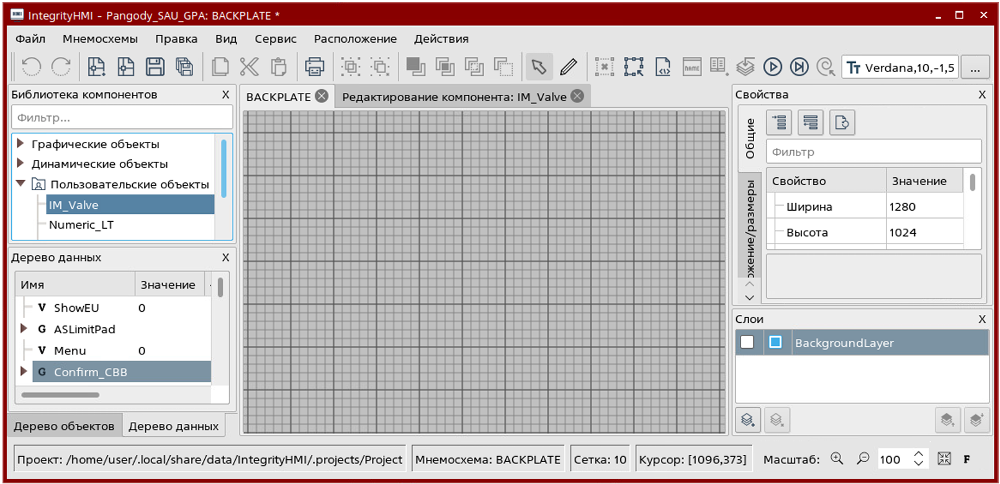 HMI IntegrityHMI - Pangody_SAU_GPA: BACKPLATE *
Файл Мнемосхемы Правка Вид Сервис Расположение Действия
NAME Verdana,10,-1,5 ...
Библиотека компонентов X
Фильтр...
Графические объекты
Динамические объекты
Пользовательские объекты
IM_Valve
Numeric_LT
Дерево данных X
Имя Значение
V ShowEU 0
G ASLimitPad
V Menu 0
G Confirm_CBB
Дерево объектов Дерево данных
BACKPLATE Редактирование компонента: IM_Valve
Свойства X
Общие
Фильтр
Свойство Значение
Ширина 1280
Высота 1024
жение/размеры
Слои X
BackgroundLayer
Проект: /home/user/.local/share/data/IntegrityHMI/.projects/Project Мнемосхема: BACKPLATE Сетка: 10 Курсор: [1096,373] Масштаб: 100 F